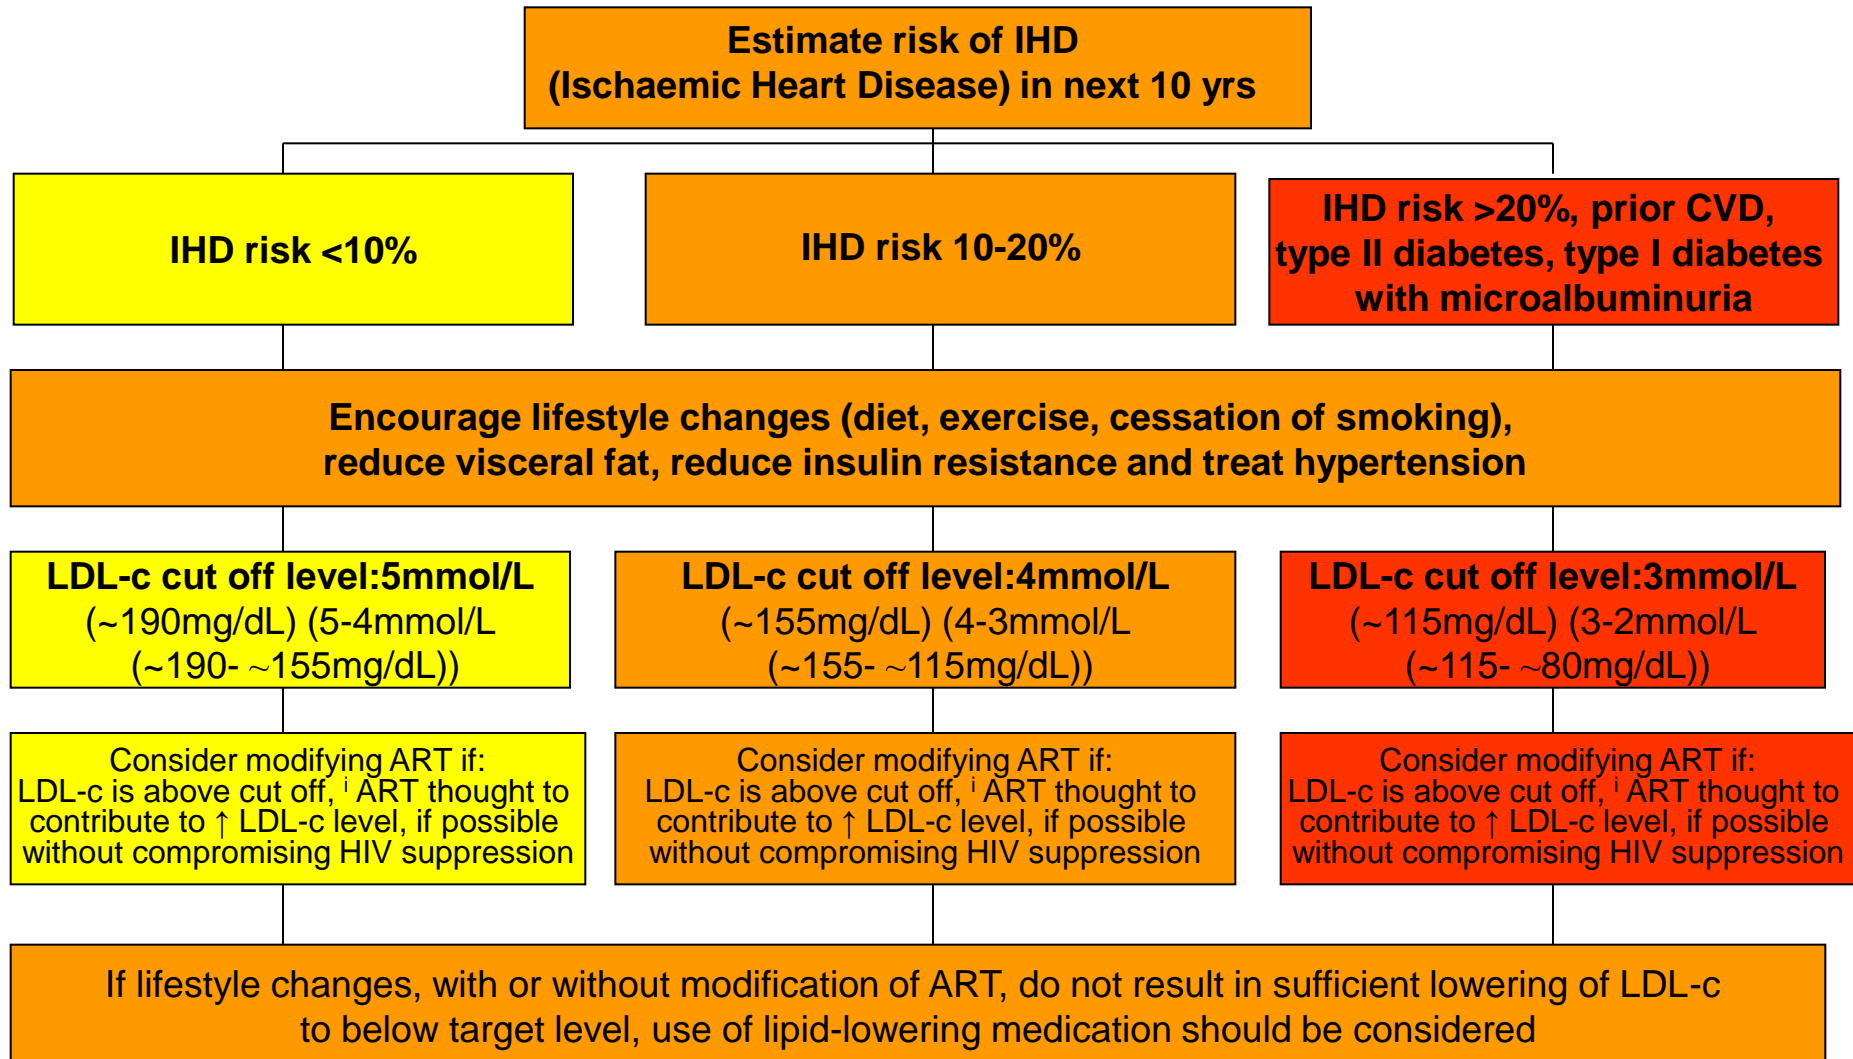 Estimate risk of IHD
(Ischaemic Heart Disease) in next 10 yrs
IHD risk <10%
IHD risk 10-20%
IHD risk >20%, prior CVD,
type II diabetes, type I diabetes
with microalbuminuria
Encourage lifestyle changes (diet, exercise, cessation of smoking),
reduce visceral fat, reduce insulin resistance and treat hypertension
LDL-c cut off level:5mmol/L
(~190mg/dL) (5-4mmol/L
(~190- ~155mg/dL))
LDL-c cut off level:4mmol/L
(~155mg/dL) (4-3mmol/L
(~155- ~115mg/dL))
LDL-c cut off level:3mmol/L
(~115mg/dL) (3-2mmol/L
(~115- ~80mg/dL))
Consider modifying ART if:
LDL-c is above cut off, ⁱ ART thought to
contribute to ↑ LDL-c level, if possible
without compromising HIV suppression
Consider modifying ART if:
LDL-c is above cut off, ⁱ ART thought to
contribute to ↑ LDL-c level, if possible
without compromising HIV suppression
Consider modifying ART if:
LDL-c is above cut off, ⁱ ART thought to
contribute to ↑ LDL-c level, if possible
without compromising HIV suppression
If lifestyle changes, with or without modification of ART, do not result in sufficient lowering of LDL-c
to below target level, use of lipid-lowering medication should be considered